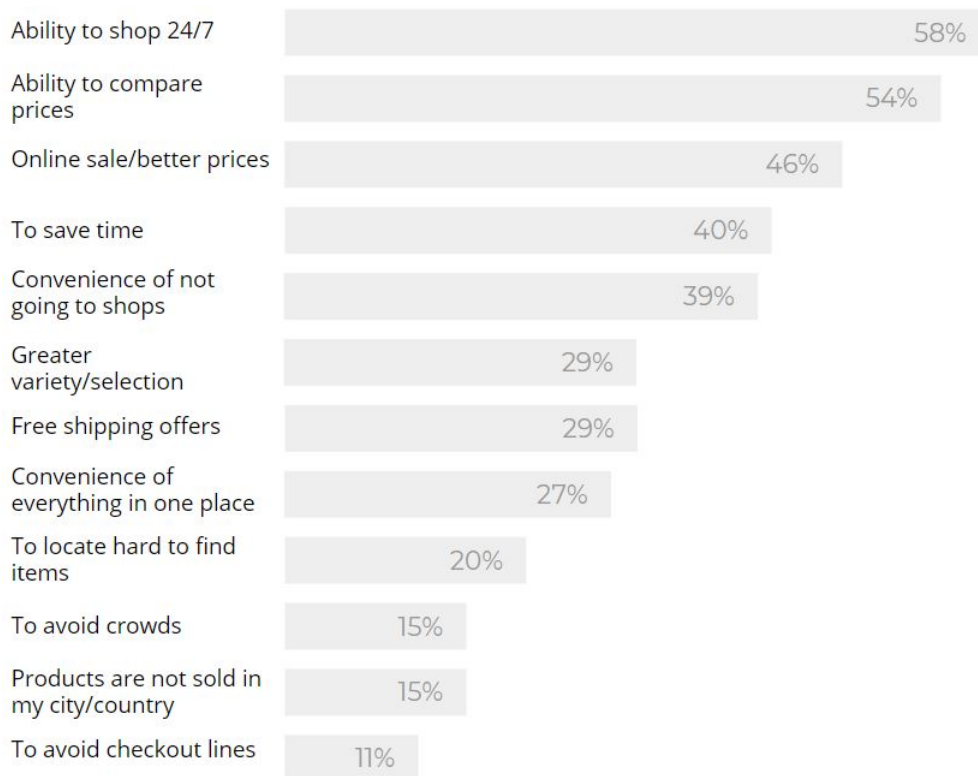 Ability to shop 24/7
58%
Ability to compare
prices
54%
Online sale/better prices
46%
To save time
40%
Convenience of not
going to shops
39%
Greater
variety/selection
29%
Free shipping offers
29%
Convenience of
everything in one place
27%
To locate hard to find
items
20%
To avoid crowds
15%
Products are not sold in
my city/country
15%
To avoid checkout lines
11%